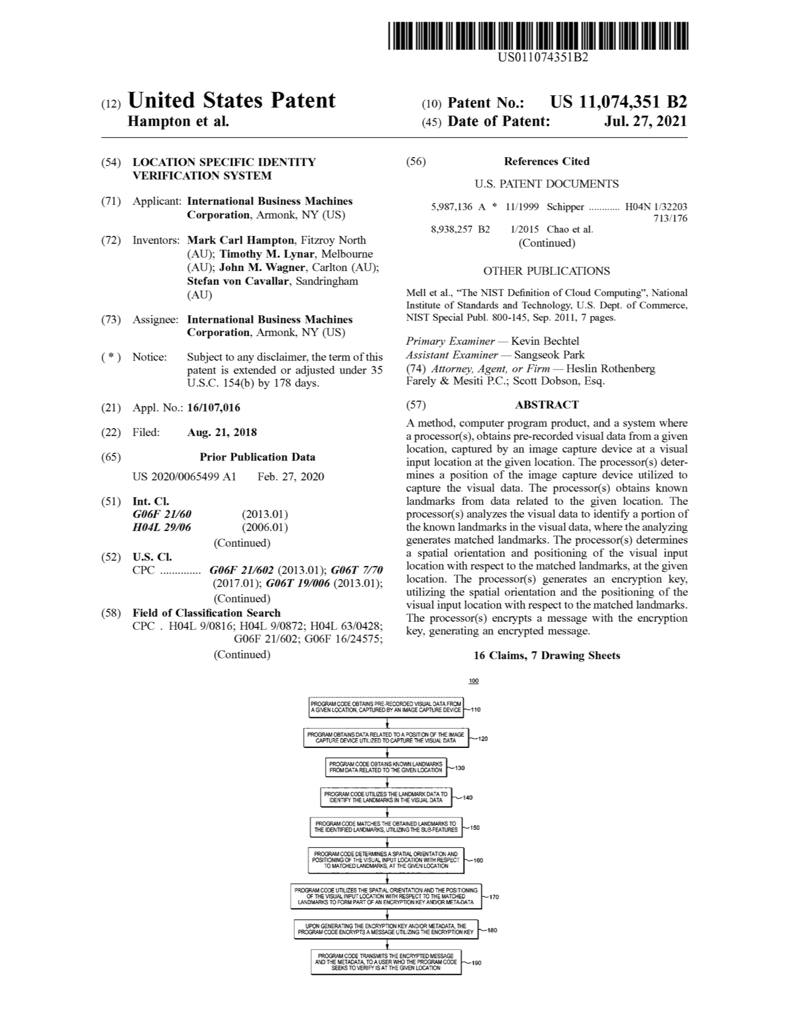 US011074351B2
(12) United States Patent
Hampton et al.
(10) Patent No.: US 11,074,351 B2
(45) Date of Patent: Jul. 27, 2021
(54) LOCATION SPECIFIC IDENTITY
VERIFICATION SYSTEM
(71) Applicant: International Business Machines
Corporation, Armonk, NY (US)
(72) Inventors: Mark Carl Hampton, Fitzroy North
(AU); Timothy M. Lynar, Melbourne
(AU); John M. Wagner, Carlton (AU);
Stefan von Cavallar, Sandringham
(AU)
(73) Assignee: International Business Machines
Corporation, Armonk, NY (US)
( * ) Notice: Subject to any disclaimer, the term of this
patent is extended or adjusted under 35
U.S.C. 154(b) by 178 days.
(21) Appl. No.: 16/107,016
(22) Filed: Aug. 21, 2018
(65) Prior Publication Data
US 2020/0065499 A1 Feb. 27, 2020
(51) Int. Cl.
G06F 21/60 (2013.01)
H04L 29/06 (2006.01)
(Continued)
(52) U.S. Cl.
CPC ............. G06F 21/602 (2013.01); G06T 7/70
(2017.01); G06T 19/006 (2013.01);
(Continued)
(58) Field of Classification Search
CPC . H04L 9/0816; H04L 9/0872; H04L 63/0428;
G06F 21/602; G06F 16/24575;
(Continued)
(56) References Cited
U.S. PATENT DOCUMENTS
5,987,136 A * 11/1999 Schipper ............ H04N 1/32203
713/176
8,938,257 B2 1/2015 Chao et al.
(Continued)
OTHER PUBLICATIONS
Mell et al., “The NIST Definition of Cloud Computing”, National
Institute of Standards and Technology, U.S. Dept. of Commerce,
NIST Special Publ. 800-145, Sep. 2011, 7 pages.
Primary Examiner — Kevin Bechtel
Assistant Examiner — Sangseok Park
(74) Attorney, Agent, or Firm — Heslin Rothenberg
Farely & Mesiti P.C.; Scott Dobson, Esq.
(57) ABSTRACT
A method, computer program product, and a system where
a processor(s), obtains pre-recorded visual data from a given
location, captured by an image capture device at a visual
input location at the given location. The processor(s) deter-
mines a position of the image capture device utilized to
capture the visual data. The processor(s) obtains known
landmarks from data related to the given location. The
processor(s) analyzes the visual data to identify a portion of
the known landmarks in the visual data, where the analyzing
generates matched landmarks. The processor(s) determines
a spatial orientation and positioning of the visual input
location with respect to the matched landmarks, at the given
location. The processor(s) generates an encryption key,
utilizing the spatial orientation and the positioning of the
visual input location with respect to the matched landmarks.
The processor(s) encrypts a message with the encryption
key, generating an encrypted message.
16 Claims, 7 Drawing Sheets
100
PROGRAM CODE OBTAINS PRE-RECORDED VISUAL DATA FROM
A GIVEN LOCATION, CAPTURED BY AN IMAGE CAPTURE DEVICE
110
PROGRAM OBTAINS DATA RELATED TO A POSITION OF THE IMAGE
CAPTURE DEVICE UTILIZED TO CAPTURE THE VISUAL DATA
120
PROGRAM CODE OBTAINS KNOWN LANDMARKS
FROM DATA RELATED TO THE GIVEN LOCATION
130
PROGRAM CODE UTILIZES THE LANDMARK DATA TO
IDENTIFY THE LANDMARKS IN THE VISUAL DATA
140
PROGRAM CODE MATCHES THE OBTAINED LANDMARKS TO
THE IDENTIFIED LANDMARKS, UTILIZING THE SUB-FEATURES
150
PROGRAM CODE DETERMINES A SPATIAL ORIENTATION AND
POSITIONING OF THE VISUAL INPUT LOCATION WITH RESPECT
TO MATCHED LANDMARKS, AT THE GIVEN LOCATION
160
PROGRAM CODE UTILIZES THE SPATIAL ORIENTATION AND THE POSITIONING
OF THE VISUAL INPUT LOCATION WITH RESPECT TO THE MATCHED
LANDMARKS TO FORM PART OF AN ENCRYPTION KEY AND/OR META-DATA
170
UPON GENERATING THE ENCRYPTION KEY AND/OR METADATA, THE
PROGRAM CODE ENCRYPTS A MESSAGE UTILIZING THE ENCRYPTION KEY
180
PROGRAM CODE TRANSMITS THE ENCRYPTED MESSAGE
AND THE METADATA, TO A USER WHO THE PROGRAM CODE
SEEKS TO VERIFY IS AT THE GIVEN LOCATION
190